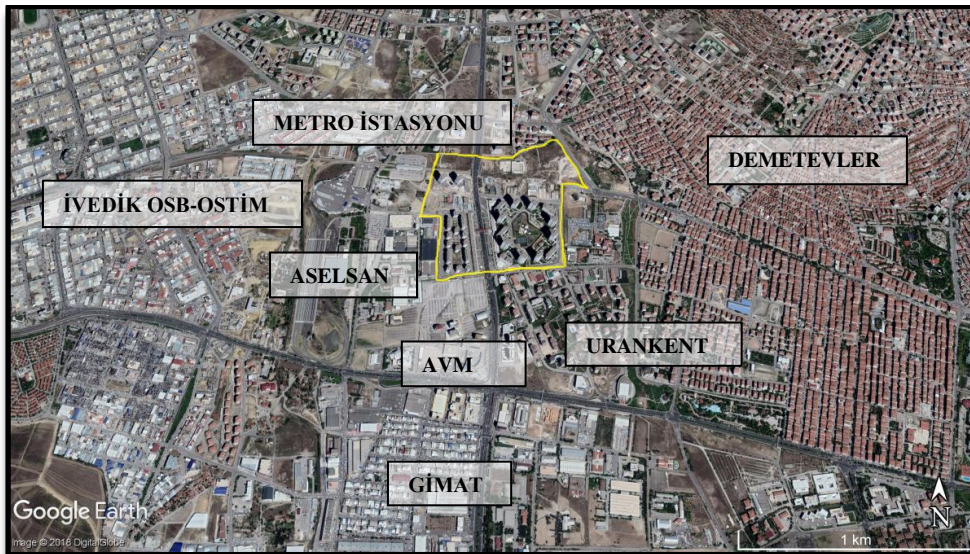 METRO İSTASYONU
DEMETEVLER
İVEDİK OSB-OSTİM
ASELSAN
URANKENT
AVM
GİMAT
Google Earth
Image © 2018 DigitalGlobe
N
1 km